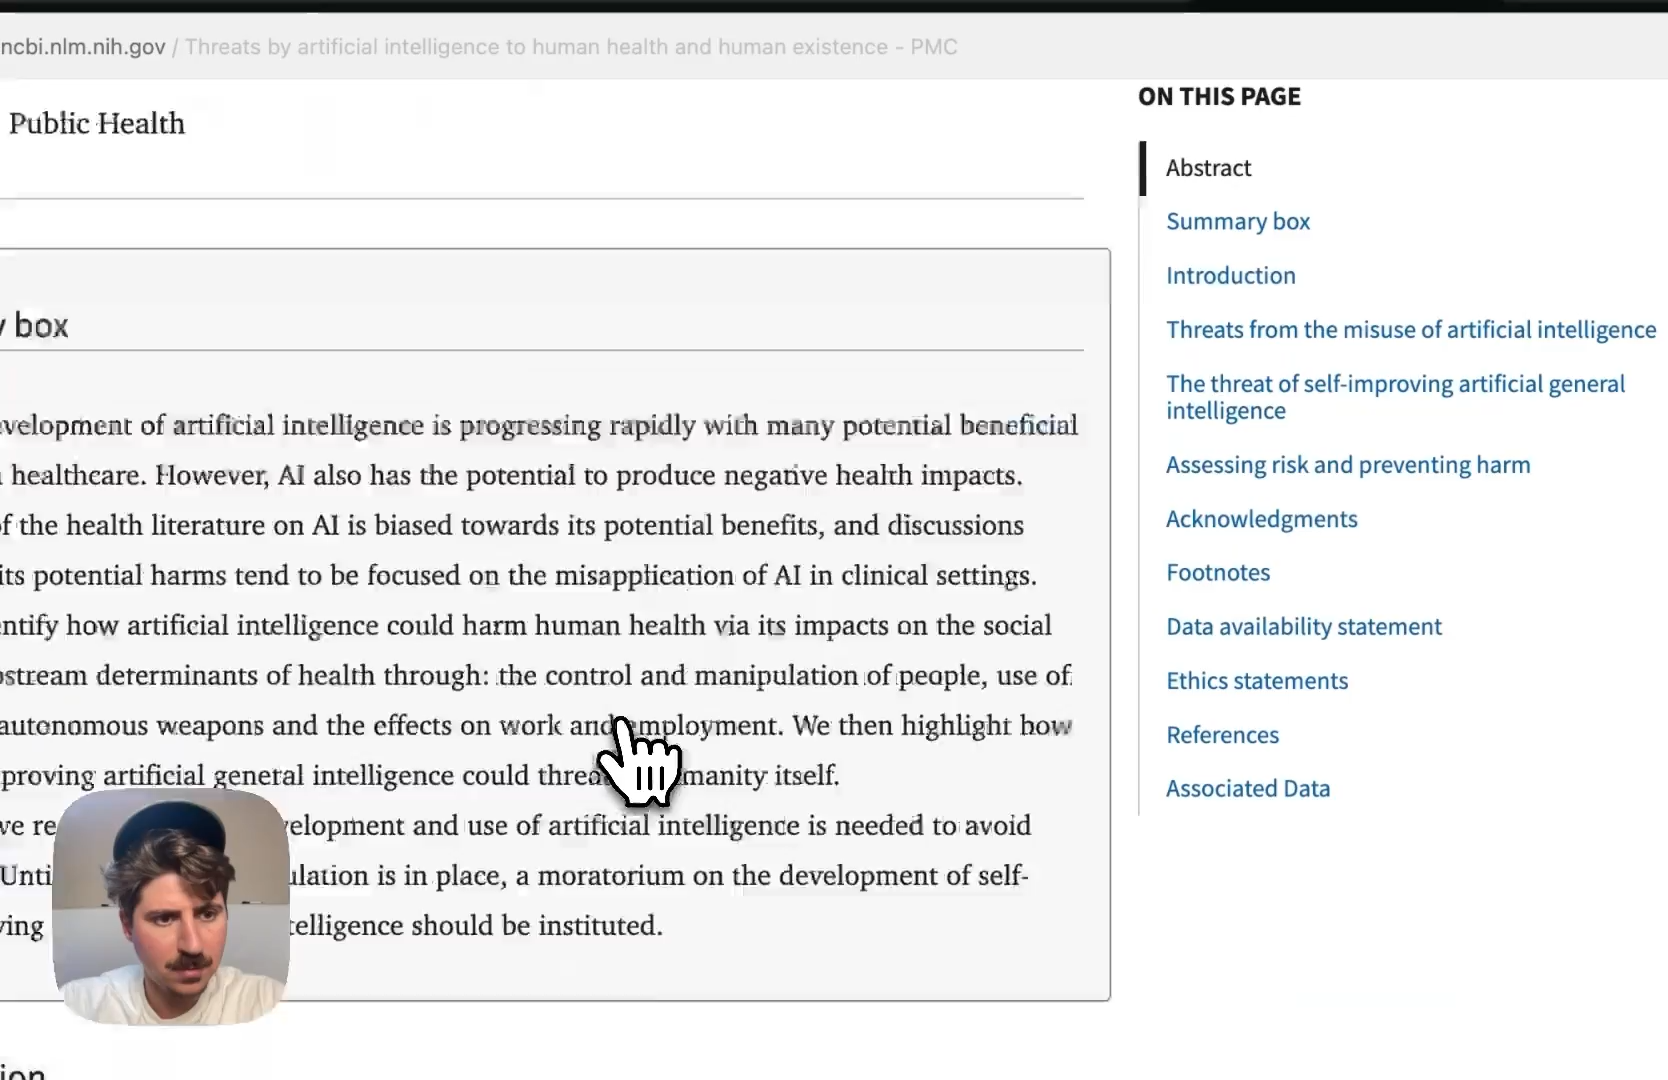 ncbi.nlm.nih.gov / Threats by artificial intelligence to human health and human existence - PMC
Public Health
box
velopment of artificial intelligence is progressing rapidly with many potential beneficial
healthcare. However, AI also has the potential to produce negative health impacts.
f the health literature on AI is biased towards its potential benefits, and discussions
its potential harms tend to be focused on the misapplication of AI in clinical settings.
ntify how artificial intelligence could harm human health via its impacts on the social
stream determinants of health through: the control and manipulation of people, use of
autonomous weapons and the effects on work and employment. We then highlight how
proving artificial general intelligence could threa manity itself.
ve re velopment and use of artificial intelligence is needed to avoid
Unti lation is in place, a moratorium on the development of self-
ving telligence should be instituted.
ion
ON THIS PAGE
Abstract
Summary box
Introduction
Threats from the misuse of artificial intelligence
The threat of self-improving artificial general
intelligence
Assessing risk and preventing harm
Acknowledgments
Footnotes
Data availability statement
Ethics statements
References
Associated Data